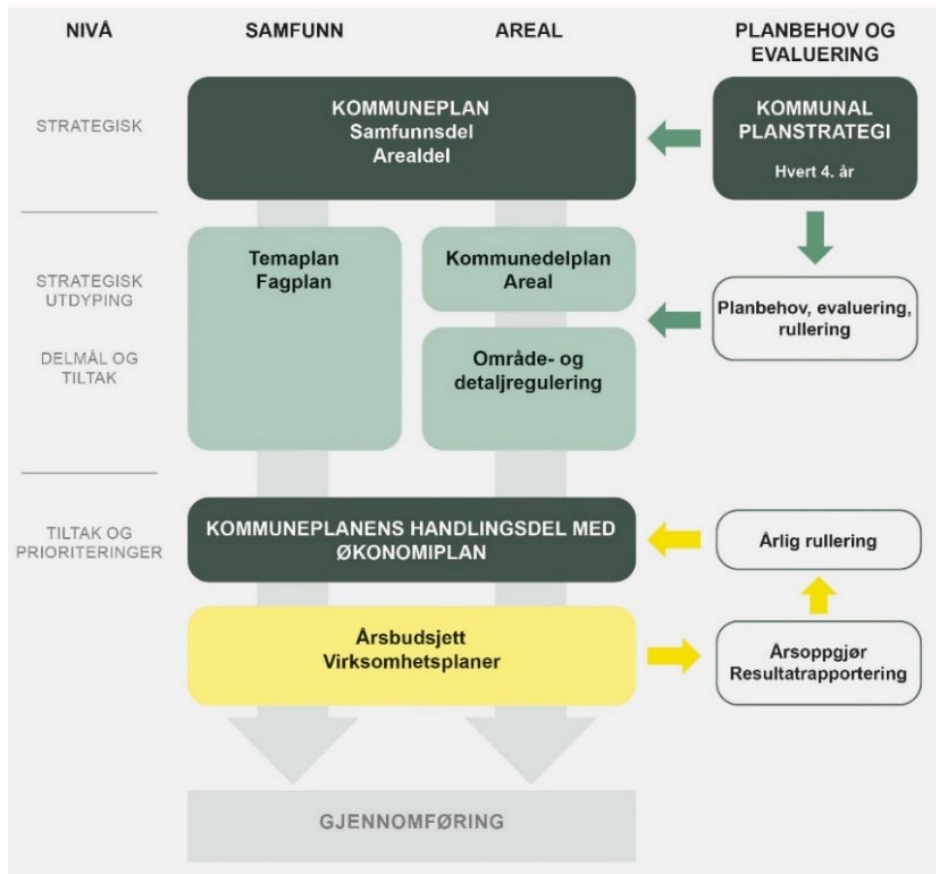 NIVÅ
SAMFUNN
AREAL
PLANBEHOV OG
EVALUERING
STRATEGISK
KOMMUNEPLAN
Samfunnsdel
Arealdel
KOMMUNAL
PLANSTRATEGI
Hvert 4. år
STRATEGISK
UTDYPING
Temaplan
Fagplan
Kommunedelplan
Areal
Planbehov, evaluering,
rullering
DELMÅL OG
TILTAK
Område- og
detaljregulering
TILTAK OG
PRIORITERINGER
KOMMUNEPLANENS HANDLINGSDEL MED
ØKONOMIPLAN
Årlig rullering
Årsbudsjett
Virksomhetsplaner
Årsoppgjør
Resultatrapportering
GJENNOMFØRING